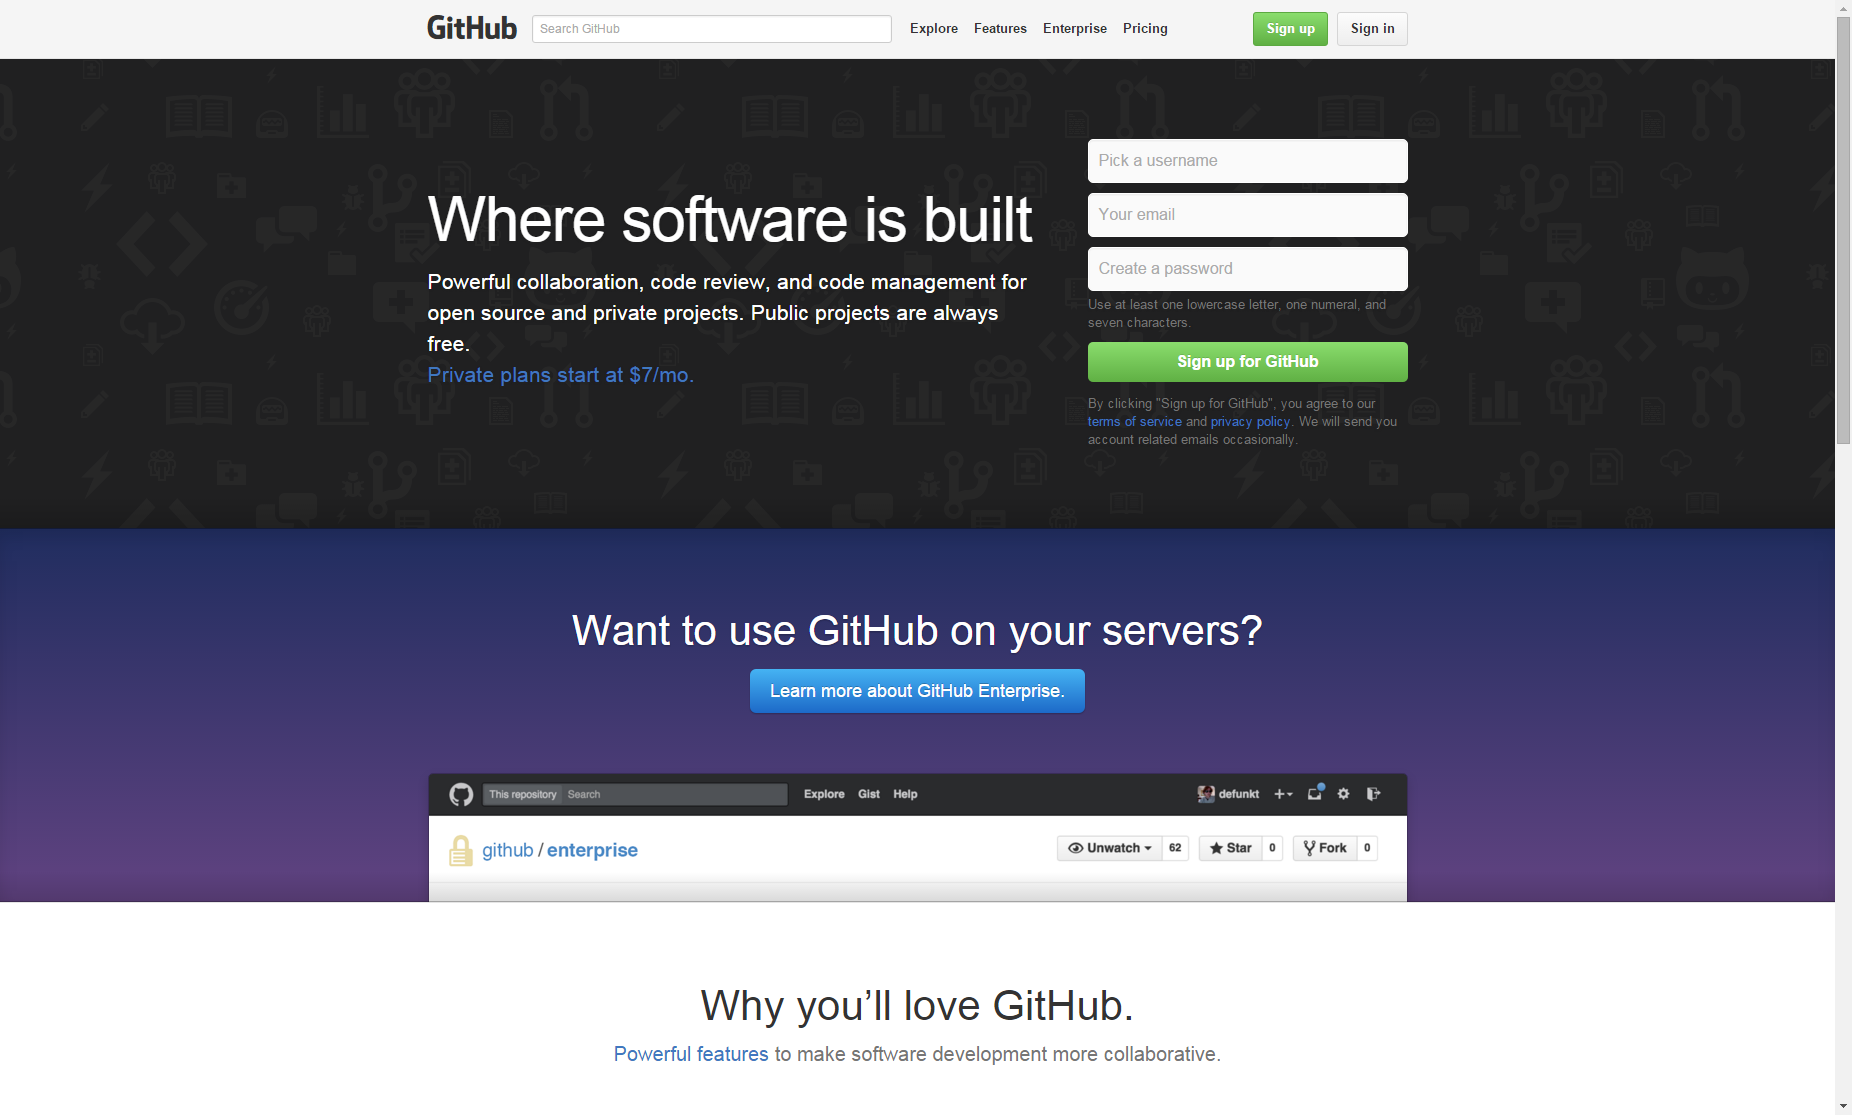 GitHub
Search GitHub
Explore
Features
Enterprise
Pricing
Sign up
Sign in
Where software is built
Powerful collaboration, code review, and code management for
open source and private projects. Public projects are always
free.
Private plans start at $7/mo.
Pick a username
Your email
Create a password
Use at least one lowercase letter, one numeral, and
seven characters.
Sign up for GitHub
By clicking "Sign up for GitHub", you agree to our
terms of service and privacy policy. We will send you
account related emails occasionally.
Want to use GitHub on your servers?
Learn more about GitHub Enterprise.
This repository
Search
Explore
Gist
Help
defunkt
github / enterprise
Unwatch
62
Star
0
Fork
0
Why you’ll love GitHub.
Powerful features to make software development more collaborative.